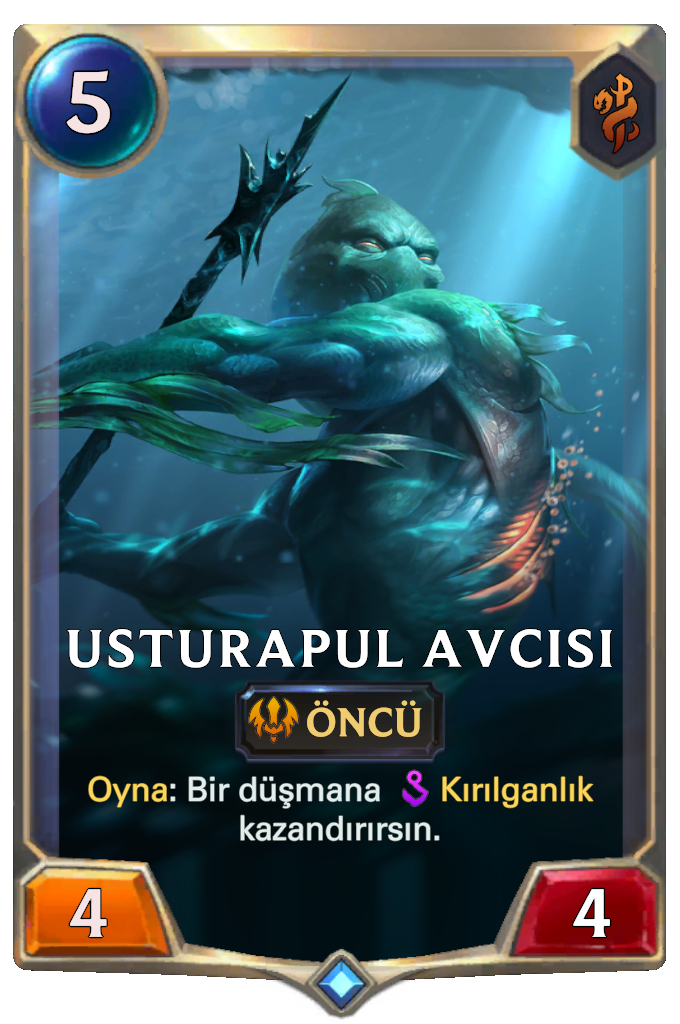 5
USTURAPUL AVCISI
ÖNCÜ
Oyna: Bir düşmana Kırılganlık
kazandırırsın.
4
4